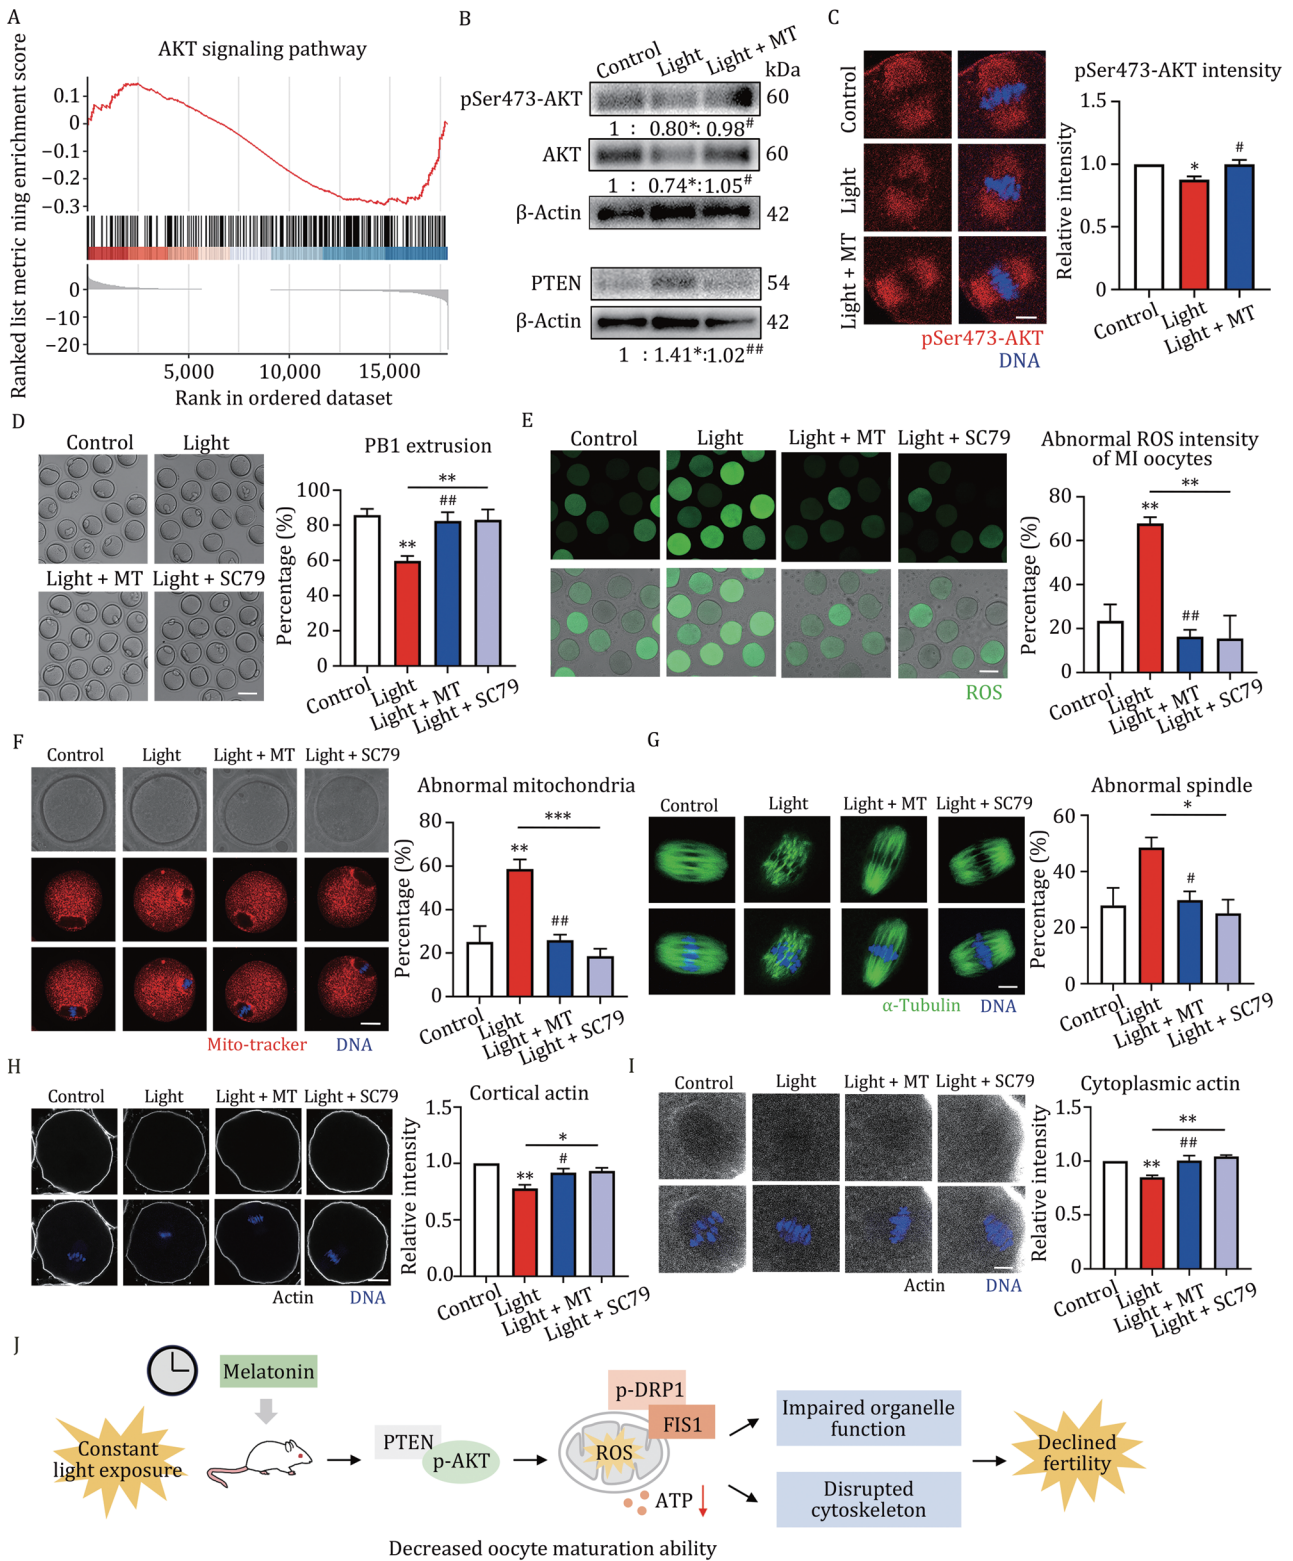 A
AKT signaling pathway
Ranked list metric ning enrichment score
0.1
0
−0.1
−0.2
−0.3
0
−10
−20
5,000 10,000 15,000
Rank in ordered dataset
B
Control Light Light + MT
kDa
pSer473-AKT 60
1 : 0.80*: 0.98#
AKT 60
1 : 0.74*:1.05#
β-Actin 42
PTEN 54
β-Actin 42
1 : 1.41*:1.02##
C
Control
Light
Light + MT
pSer473-AKT
DNA
pSer473-AKT intensity
Relative intensity
1.5
1.0
0.5
0
*
#
Control Light Light + MT
D
Control Light
Light + MT Light + SC79
PB1 extrusion
Percentage (%)
100
80
60
40
20
0
**
##
**
Control Light Light + MT Light + SC79
E
Control Light Light + MT Light + SC79
ROS
Abnormal ROS intensity
of MI oocytes
Percentage (%)
80
60
40
20
0
**
**
##
Control Light Light + MT Light + SC79
F
Control Light Light + MT Light + SC79
Mito-tracker DNA
Abnormal mitochondria
Percentage (%)
80
60
40
20
0
***
**
##
Control Light Light + MT Light + SC79
G
Control Light Light + MT Light + SC79
α-Tubulin DNA
Abnormal spindle
Percentage (%)
60
40
20
0
*
#
Control Light Light + MT Light + SC79
H
Control Light Light + MT Light + SC79
Actin DNA
Cortical actin
Relative intensity
1.5
1.0
0.5
0.0
*
**
#
Control Light Light + MT Light + SC79
I
Control Light Light + MT Light + SC79
Actin DNA
Cytoplasmic actin
Relative intensity
1.5
1.0
0.5
0
**
**
##
Control Light Light + MT Light + SC79
J
Melatonin
Constant
light exposure
PTEN
p-AKT
p-DRP1
FIS1
ROS
ATP
Impaired organelle
function
Disrupted
cytoskeleton
Declined
fertility
Decreased oocyte maturation ability